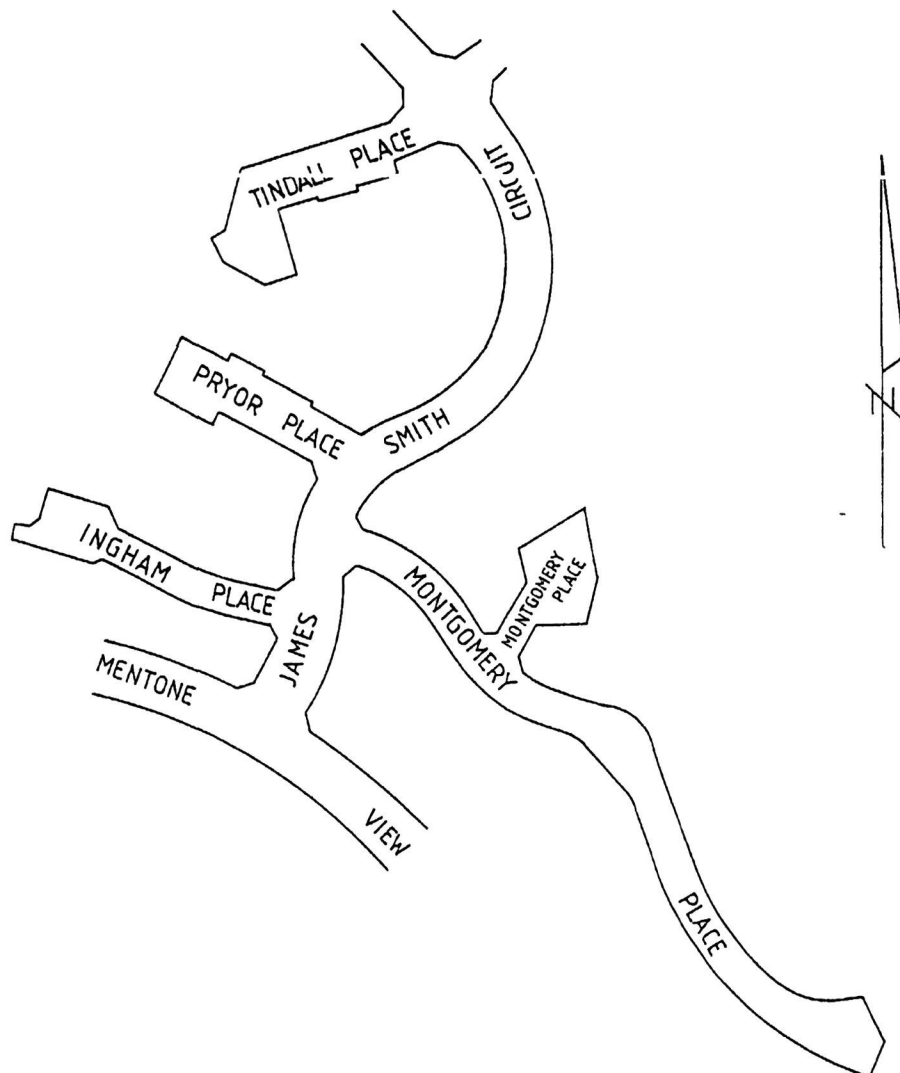 TINDALL PLACE
CIRCUIT
PRYOR PLACE
SMITH
INGHAM PLACE
MONTGOMERY
MONTGOMERY
PLACE
JAMES
MENTONE
VIEW
PLACE
N